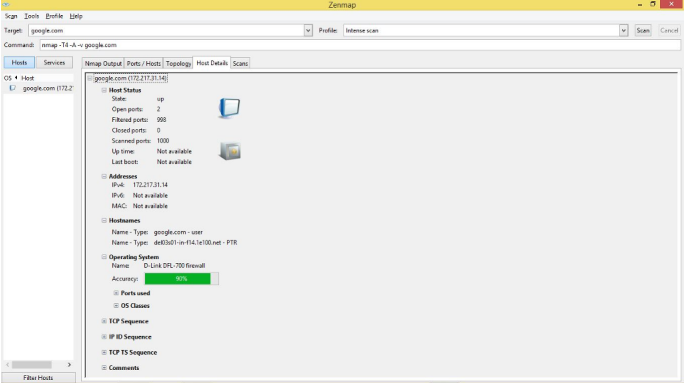 Zenmap
Scan Tools Profile Help
Target: google.com Profile: Intense scan Scan Cancel
Command: nmap -T4 -A -v google.com
Hosts Services Nmap Output Ports / Hosts Topology Host Details Scans
OS Host
google.com (172.2
google.com (172.217.31.14)
Host Status
State: up
Open ports: 2
Filtered ports: 998
Closed ports: 0
Scanned ports: 1000
Up time: Not available
Last boot: Not available
Addresses
IPv4: 172.217.31.14
IPv6: Not available
MAC: Not available
Hostnames
Name - Type: google.com - user
Name - Type: del03s01-in-f14.1e100.net - PTR
Operating System
Name: D-Link DFL-700 firewall
Accuracy: 90%
Ports used
OS Classes
TCP Sequence
IP ID Sequence
TCP TS Sequence
Comments
Filter Hosts